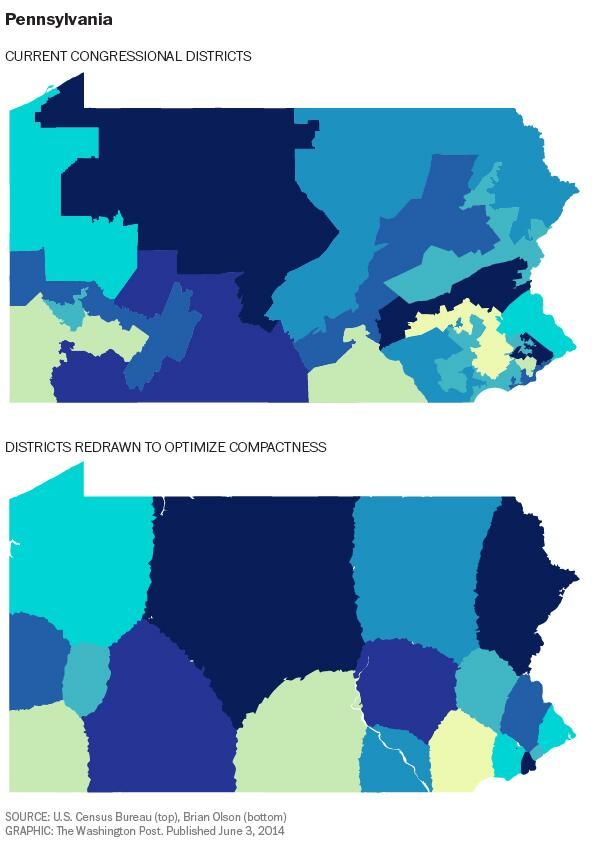 Pennsylvania
CURRENT CONGRESSIONAL DISTRICTS
DISTRICTS REDRAWN TO OPTIMIZE COMPACTNESS
SOURCE: U.S. Census Bureau (top), Brian Olson (bottom)
GRAPHIC: The Washington Post. Published June 3, 2014